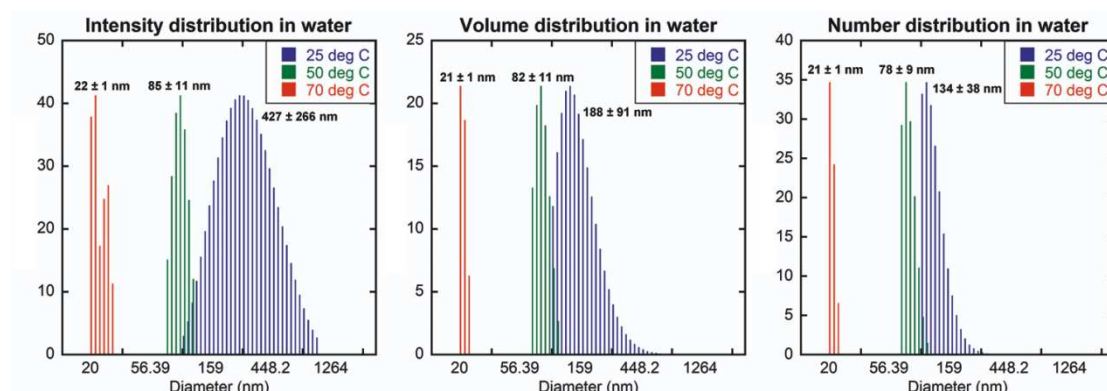 Intensity distribution in water
50
40
30
20
10
0
25 deg C
50 deg C
70 deg C
22 ± 1 nm
85 ± 11 nm
427 ± 266 nm
20
56.39
159
448.2
1264
Diameter (nm)
Volume distribution in water
25
20
15
10
5
0
25 deg C
50 deg C
70 deg C
21 ± 1 nm
82 ± 11 nm
188 ± 91 nm
20
56.39
159
448.2
1264
Diameter (nm)
Number distribution in water
40
35
30
25
20
15
10
5
0
25 deg C
50 deg C
70 deg C
21 ± 1 nm
78 ± 9 nm
134 ± 38 nm
20
56.39
159
448.2
1264
Diameter (nm)